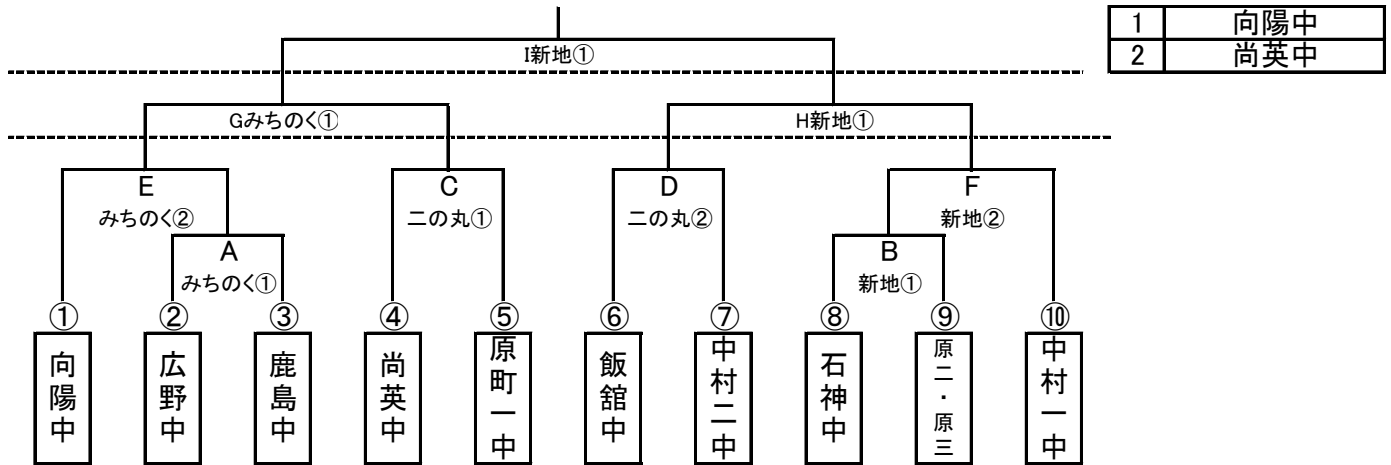 1 向陽中
2 尚英中
I新地①
Gみちのく① H新地①
E C D F
みちのく② 二の丸① 二の丸② 新地②
A B
みちのく① 新地①
① ② ③ ④ ⑤ ⑥ ⑦ ⑧ ⑨ ⑩
向陽中
広野中
鹿島中
尚英中
原町一中
飯舘中
中村二中
石神中
原二・原三
中村一中